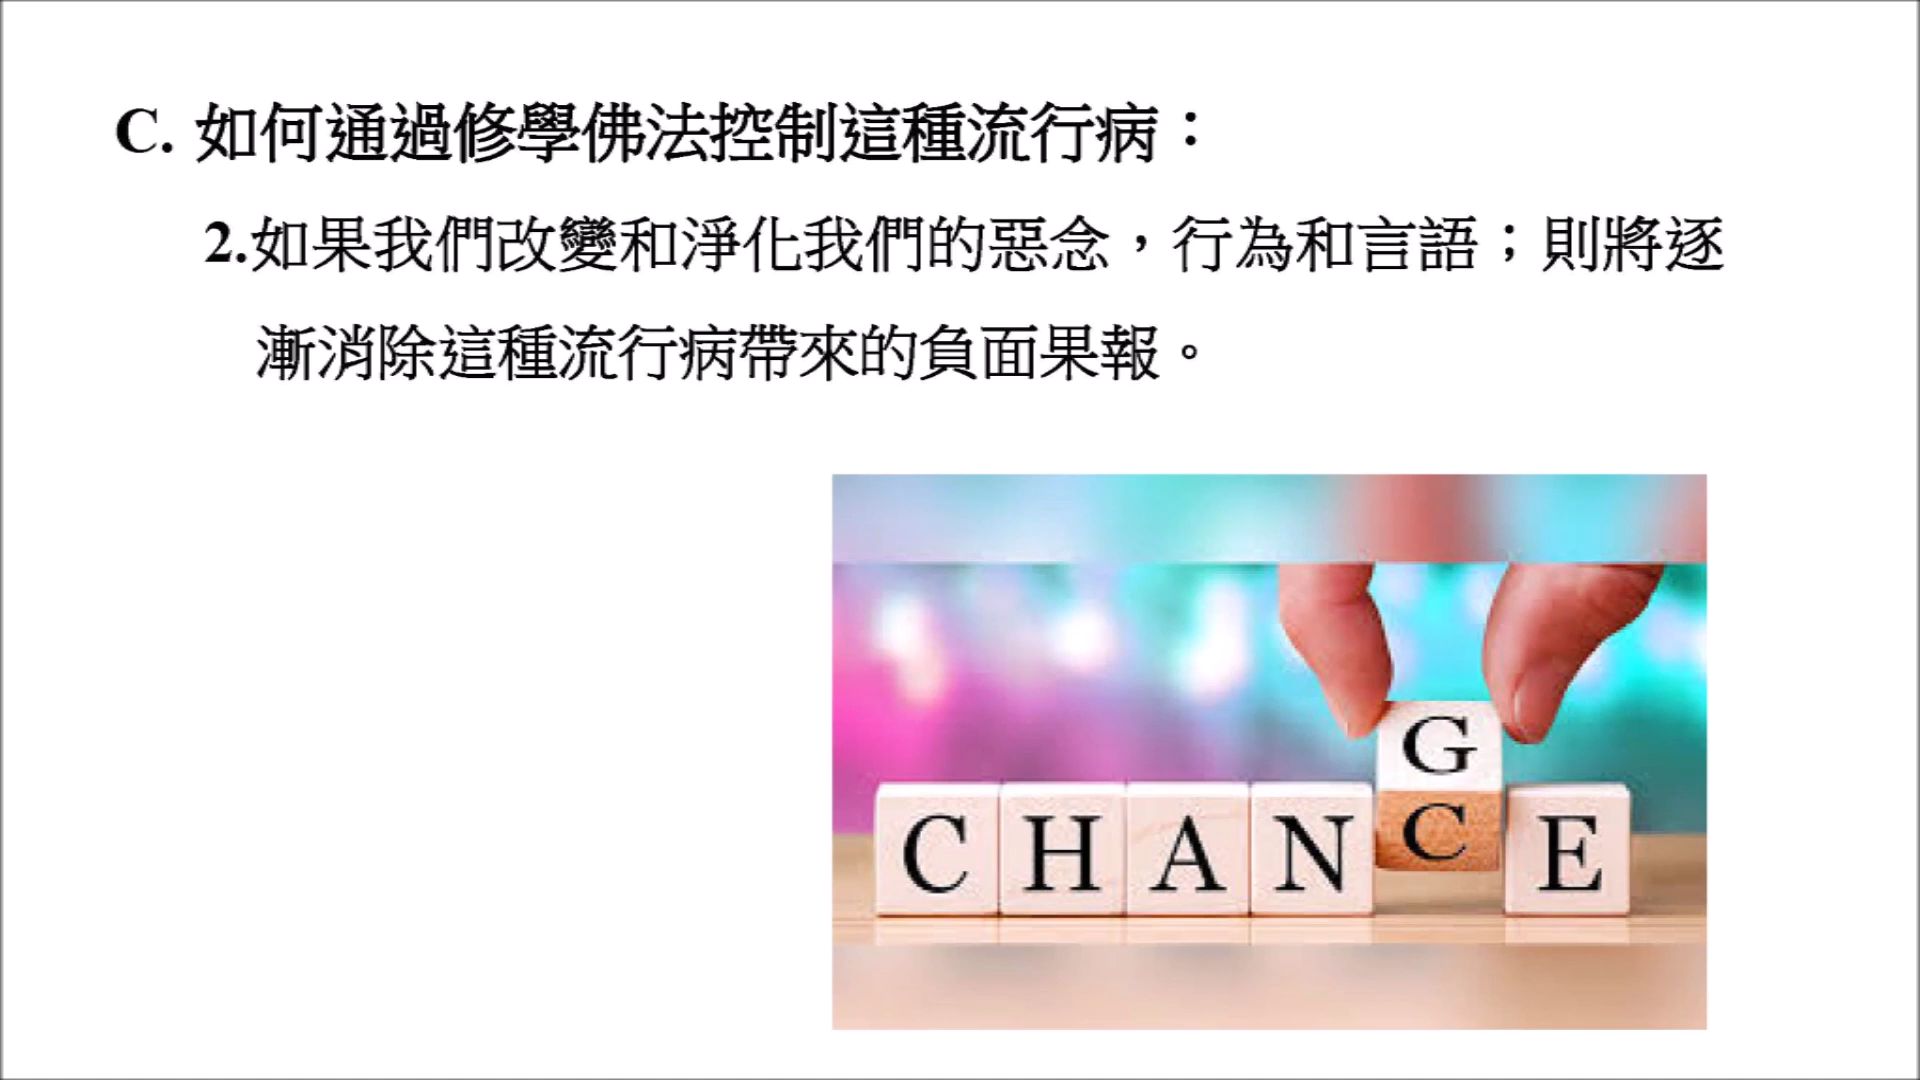 C. 如何通過修學佛法控制這種流行病：
2.如果我們改變和淨化我們的惡念，行為和言語；則將逐
漸消除這種流行病帶來的負面果報。
G
CHANCE